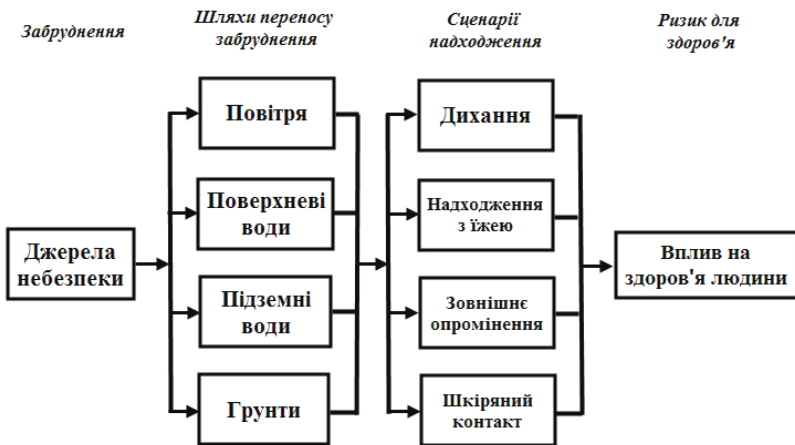 Забруднення
Шляхи переносу
забруднення
Сценарії
надходження
Ризик для
здоров'я
Джерела
небезпеки
Повітря
Поверхневі
води
Підземні
води
Грунти
Дихання
Надходження
з їжею
Зовнішнє
опромінення
Шкіряний
контакт
Вплив на
здоров'я людини